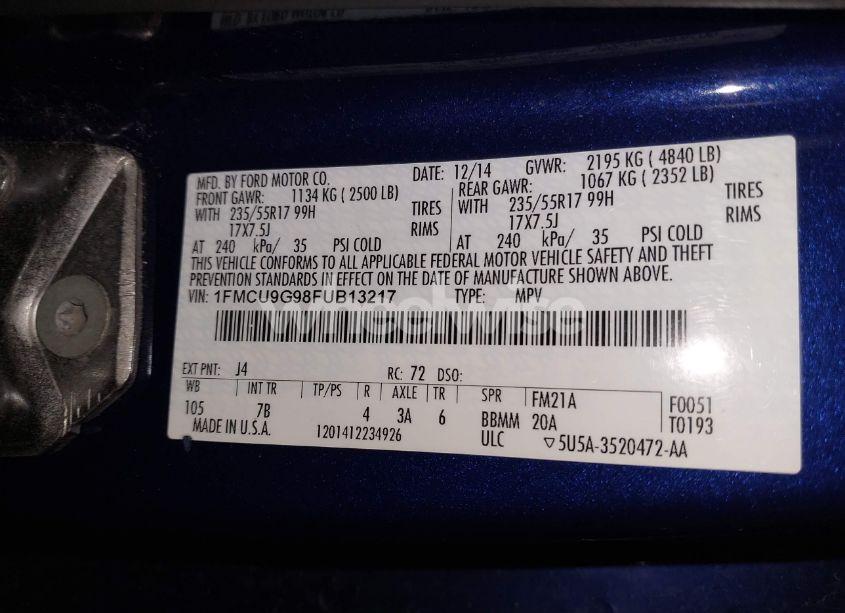 MFD. BY FORD MOTOR CO. DATE: 12/14 GVWR: 2195 KG ( 4840 LB)
FRONT GAWR: 1134 KG ( 2500 LB) REAR GAWR: 1067 KG ( 2352 LB)
WITH 235/55R17 99H TIRES WITH 235/55R17 99H TIRES
17X7.5J RIMS 17X7.5J RIMS
AT 240 kPa/ 35 PSI COLD AT 240 kPa/ 35 PSI COLD
THIS VEHICLE CONFORMS TO ALL APPLICABLE FEDERAL MOTOR VEHICLE SAFETY AND THEFT
PREVENTION STANDARDS IN EFFECT ON THE DATE OF MANUFACTURE SHOWN ABOVE.
VIN: 1FMCU9G98FUB13217 TYPE: MPV
wheelwise
EXT PNT: J4 RC: 72 DSO:
WB INT TR TP/PS R AXLE TR SPR FM21A F0051
105 7B 4 3A 6 BBMM 20A T0193
MADE IN U.S.A. 1201412234926 ULC ▽5U5A-3520472-AA